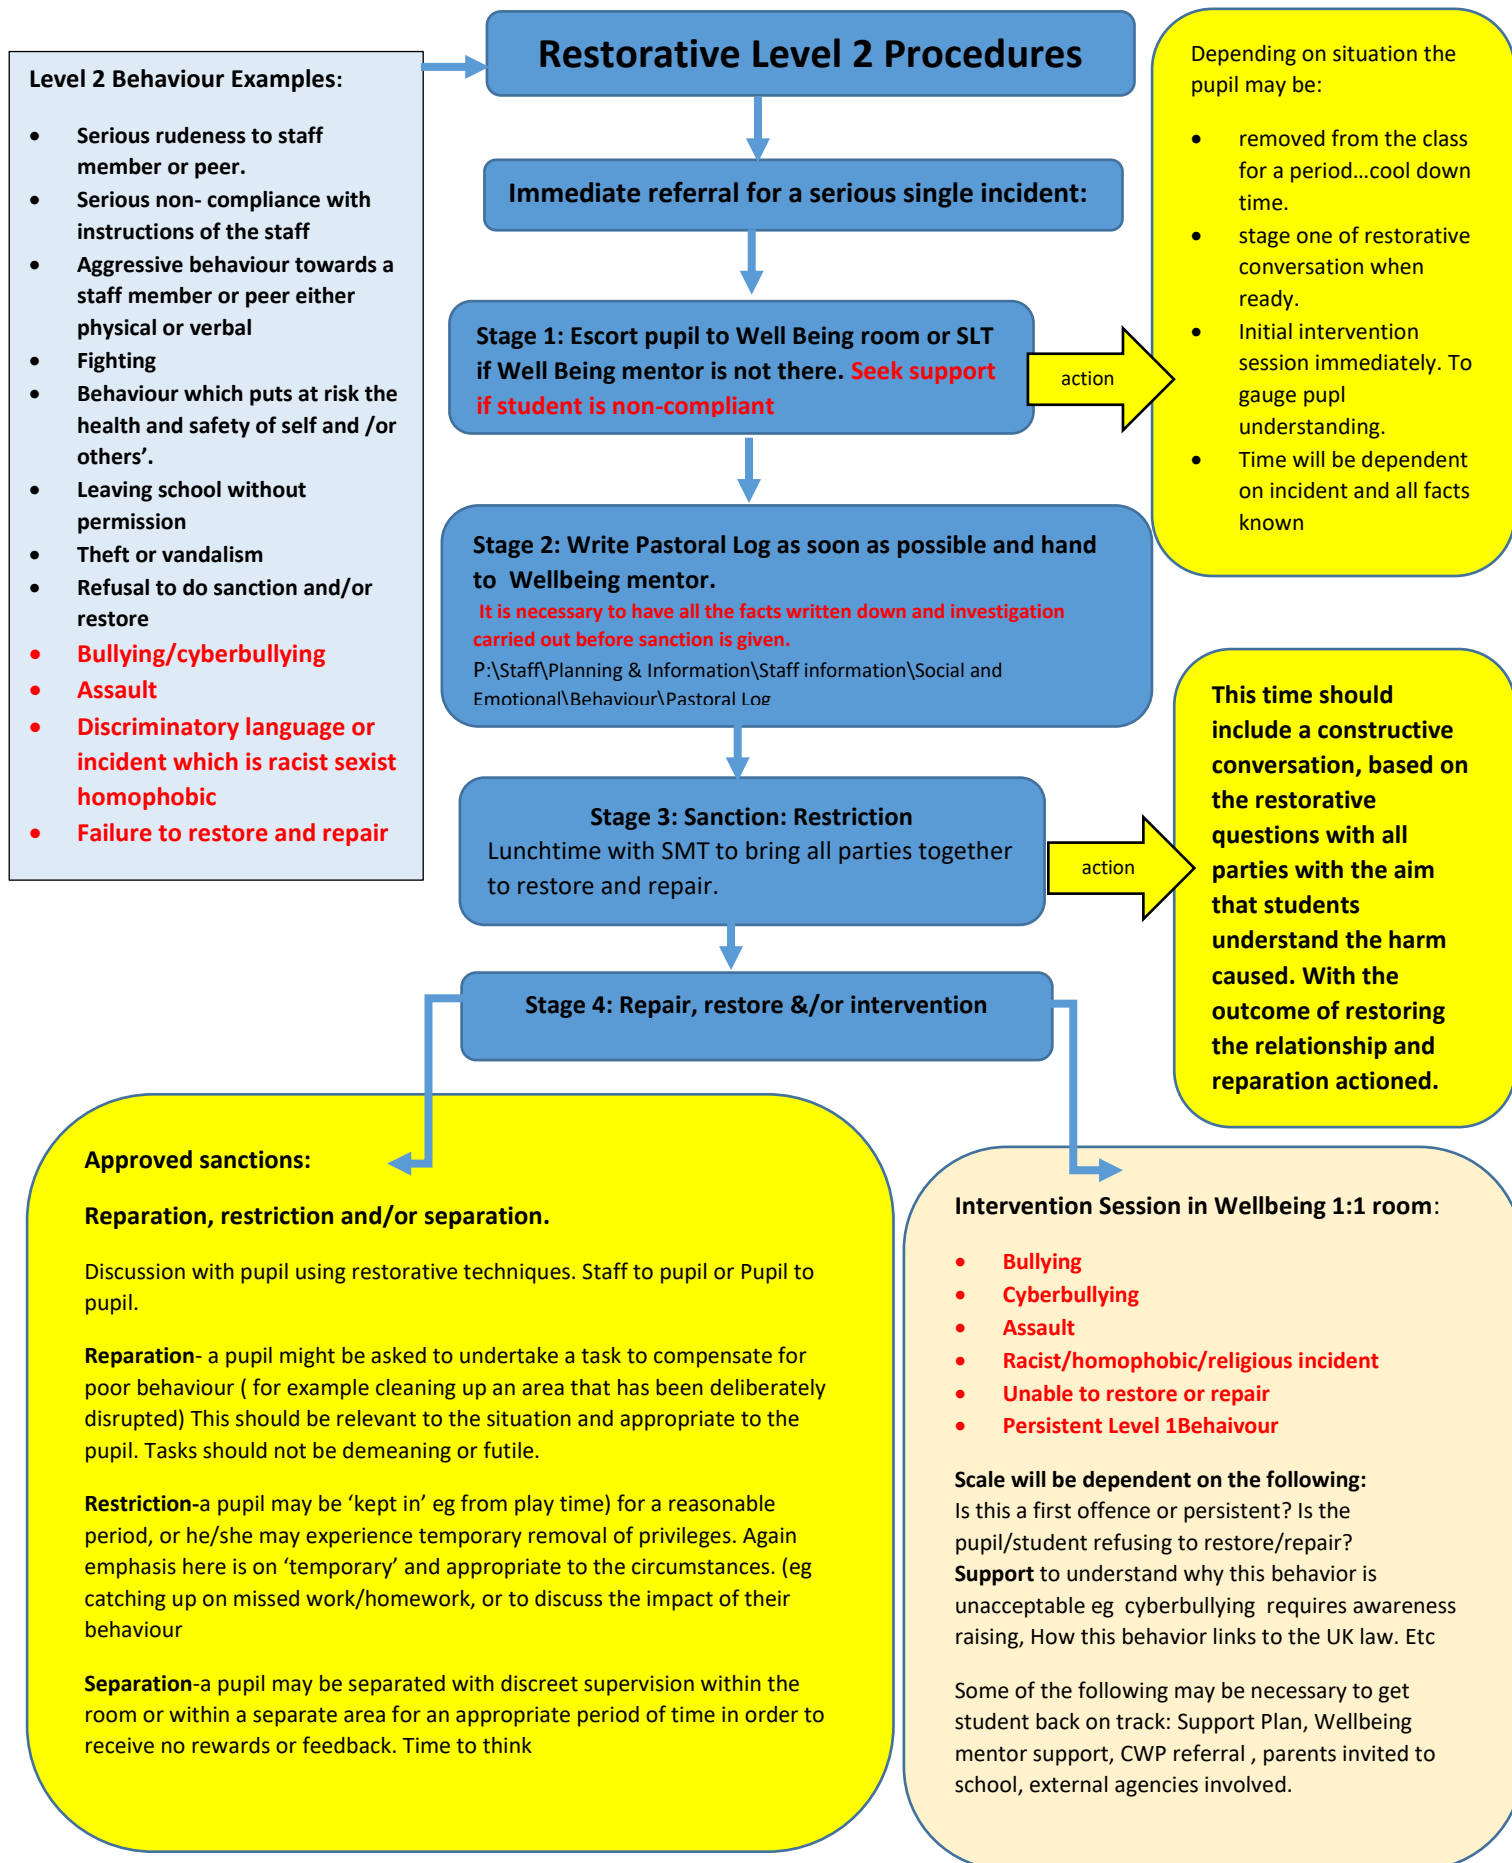 Restorative Level 2 Procedures
Level 2 Behaviour Examples:
• Serious rudeness to staff
member or peer.
• Serious non- compliance with
instructions of the staff
• Aggressive behaviour towards a
staff member or peer either
physical or verbal
• Fighting
• Behaviour which puts at risk the
health and safety of self and /or
others’.
• Leaving school without
permission
• Theft or vandalism
• Refusal to do sanction and/or
restore
• Bullying/cyberbullying
• Assault
• Discriminatory language or
incident which is racist sexist
homophobic
• Failure to restore and repair
Immediate referral for a serious single incident:
Stage 1: Escort pupil to Well Being room or SLT
if Well Being mentor is not there. Seek support
if student is non-compliant
action
Depending on situation the
pupil may be:
• removed from the class
for a period…cool down
time.
• stage one of restorative
conversation when
ready.
• Initial intervention
session immediately. To
gauge pupl
understanding.
• Time will be dependent
on incident and all facts
known
Stage 2: Write Pastoral Log as soon as possible and hand
to Wellbeing mentor.
It is necessary to have all the facts written down and investigation
carried out before sanction is given.
P:\Staff\Planning & Information\Staff information\Social and
Emotional\Behaviour\Pastoral Log
Stage 3: Sanction: Restriction
Lunchtime with SMT to bring all parties together
to restore and repair.
action
This time should
include a constructive
conversation, based on
the restorative
questions with all
parties with the aim
that students
understand the harm
caused. With the
outcome of restoring
the relationship and
reparation actioned.
Stage 4: Repair, restore &/or intervention
Approved sanctions:
Reparation, restriction and/or separation.
Discussion with pupil using restorative techniques. Staff to pupil or Pupil to
pupil.
Reparation- a pupil might be asked to undertake a task to compensate for
poor behaviour ( for example cleaning up an area that has been deliberately
disrupted) This should be relevant to the situation and appropriate to the
pupil. Tasks should not be demeaning or futile.
Restriction-a pupil may be ‘kept in’ eg from play time) for a reasonable
period, or he/she may experience temporary removal of privileges. Again
emphasis here is on ‘temporary’ and appropriate to the circumstances. (eg
catching up on missed work/homework, or to discuss the impact of their
behaviour
Separation-a pupil may be separated with discreet supervision within the
room or within a separate area for an appropriate period of time in order to
receive no rewards or feedback. Time to think
Intervention Session in Wellbeing 1:1 room:
• Bullying
• Cyberbullying
• Assault
• Racist/homophobic/religious incident
• Unable to restore or repair
• Persistent Level 1Behaivour
Scale will be dependent on the following:
Is this a first offence or persistent? Is the
pupil/student refusing to restore/repair?
Support to understand why this behavior is
unacceptable eg cyberbullying requires awareness
raising, How this behavior links to the UK law. Etc
Some of the following may be necessary to get
student back on track: Support Plan, Wellbeing
mentor support, CWP referral , parents invited to
school, external agencies involved.